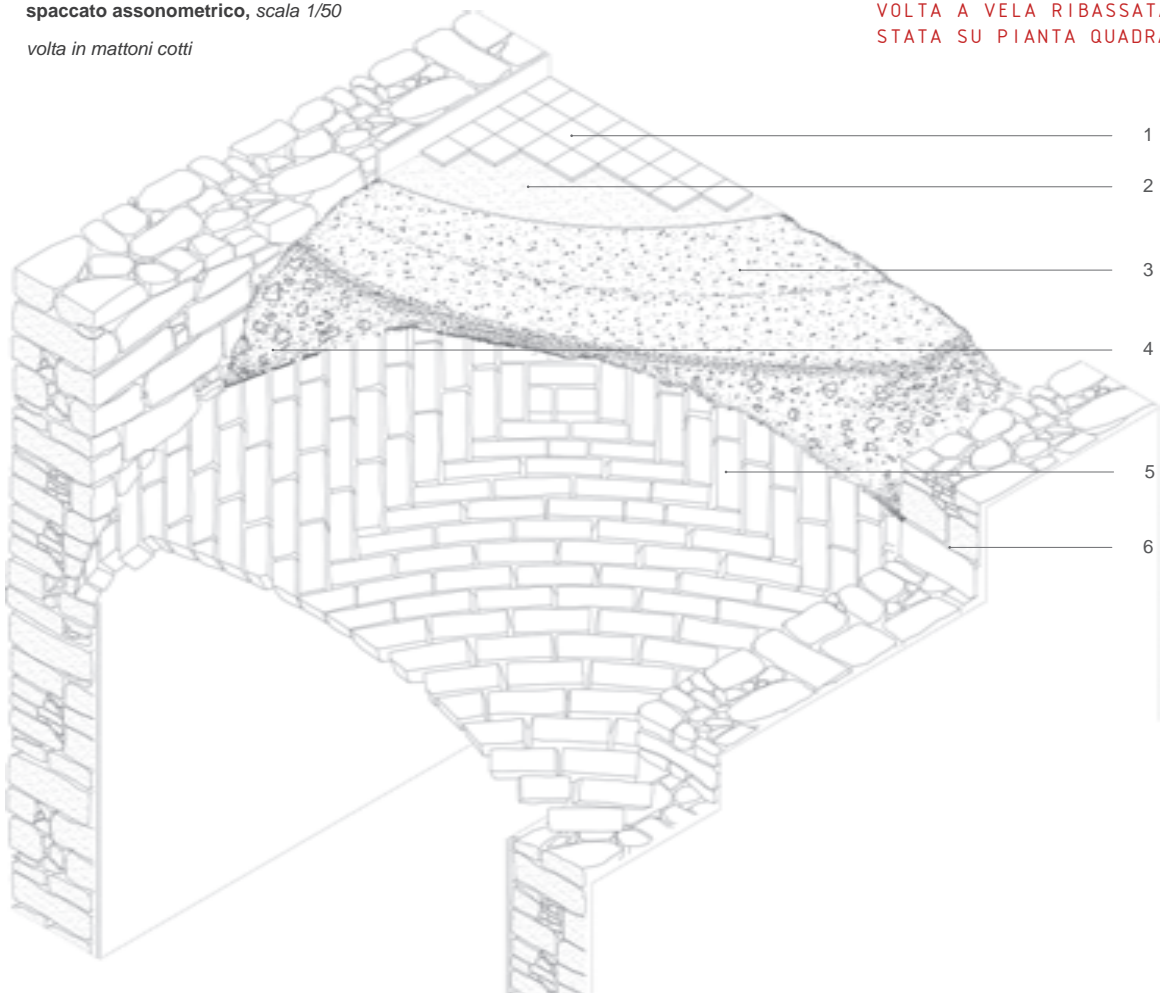 spaccato assonometrico, scala 1/50
volta in mattoni cotti
VOLTA A VELA RIBASSATA
STATA SU PIANTA QUADRA
1
2
3
4
5
6